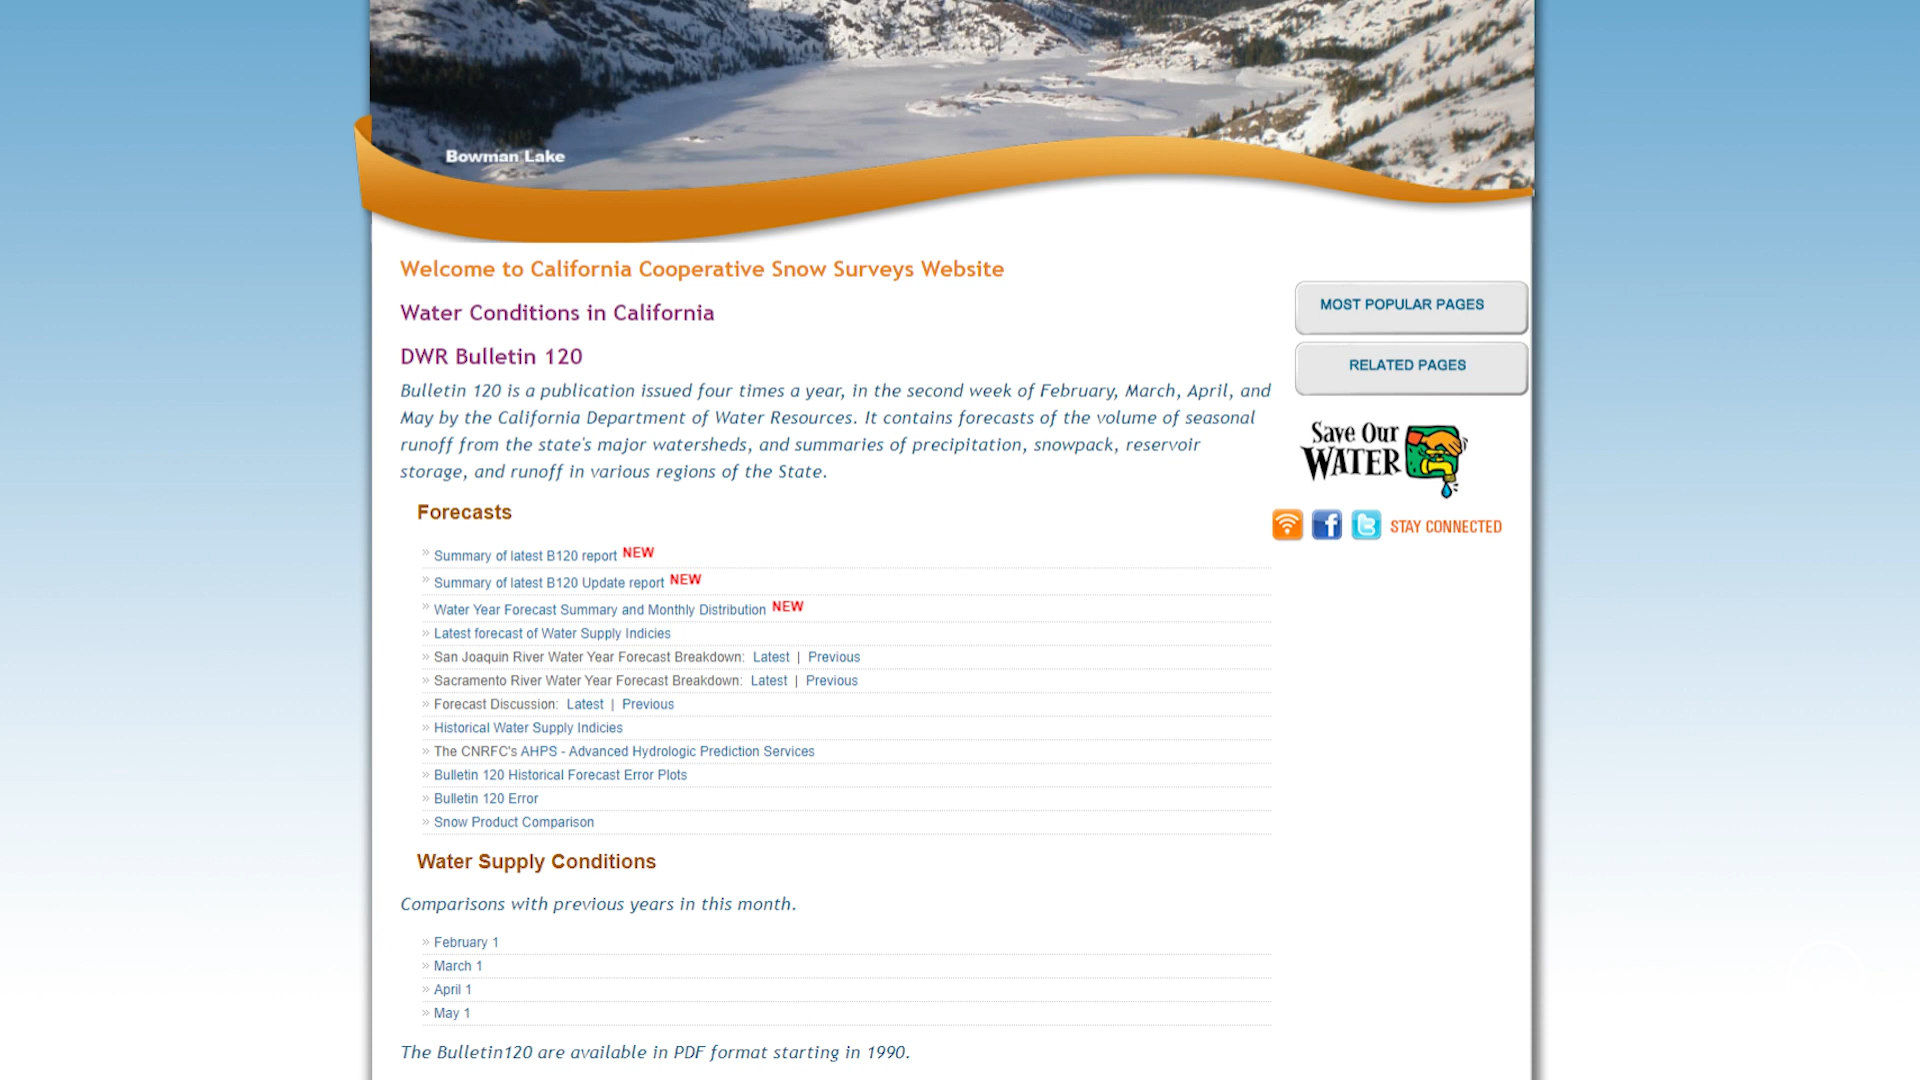 Bowman Lake
Welcome to California Cooperative Snow Surveys Website
Water Conditions in California
DWR Bulletin 120
Bulletin 120 is a publication issued four times a year, in the second week of February, March, April, and
May by the California Department of Water Resources. It contains forecasts of the volume of seasonal
runoff from the state's major watersheds, and summaries of precipitation, snowpack, reservoir
storage, and runoff in various regions of the State.
Forecasts
» Summary of latest B120 report NEW
» Summary of latest B120 Update report NEW
» Water Year Forecast Summary and Monthly Distribution NEW
» Latest forecast of Water Supply Indicies
» San Joaquin River Water Year Forecast Breakdown: Latest | Previous
» Sacramento River Water Year Forecast Breakdown: Latest | Previous
» Forecast Discussion: Latest | Previous
» Historical Water Supply Indicies
» The CNRFC's AHPS - Advanced Hydrologic Prediction Services
» Bulletin 120 Historical Forecast Error Plots
» Bulletin 120 Error
» Snow Product Comparison
Water Supply Conditions
Comparisons with previous years in this month.
» February 1
» March 1
» April 1
» May 1
The Bulletin120 are available in PDF format starting in 1990.
MOST POPULAR PAGES
RELATED PAGES
Save Our
WATER
STAY CONNECTED